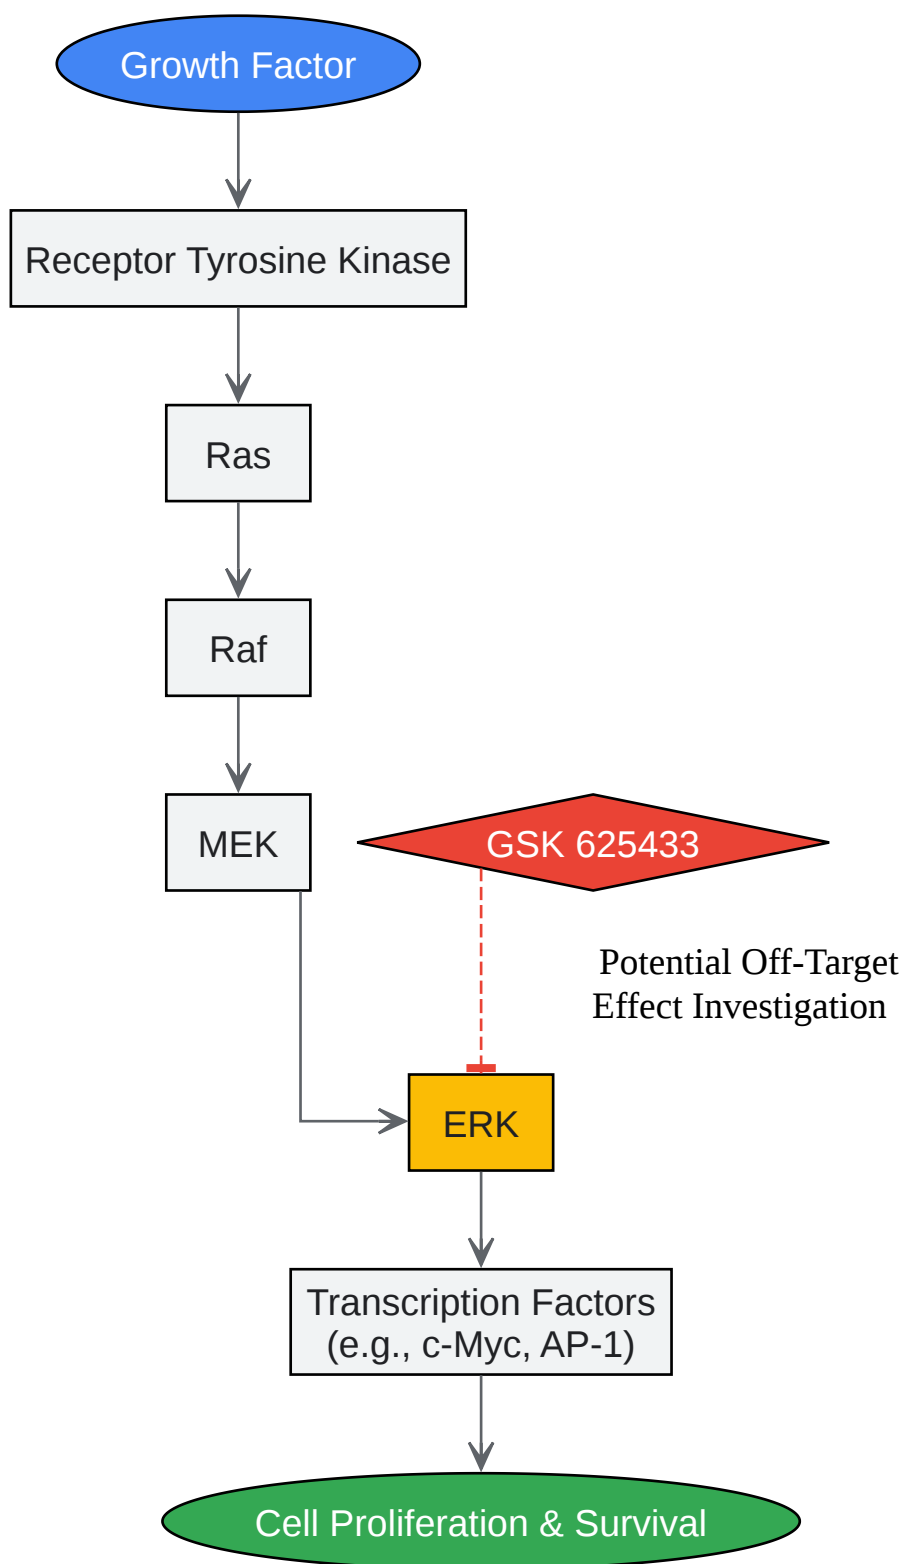 Growth Factor
Receptor Tyrosine Kinase
Ras
Raf
MEK
GSK 625433
Potential Off-Target
Effect Investigation
ERK
Transcription Factors
(e.g., c-Myc, AP-1)
Cell Proliferation & Survival